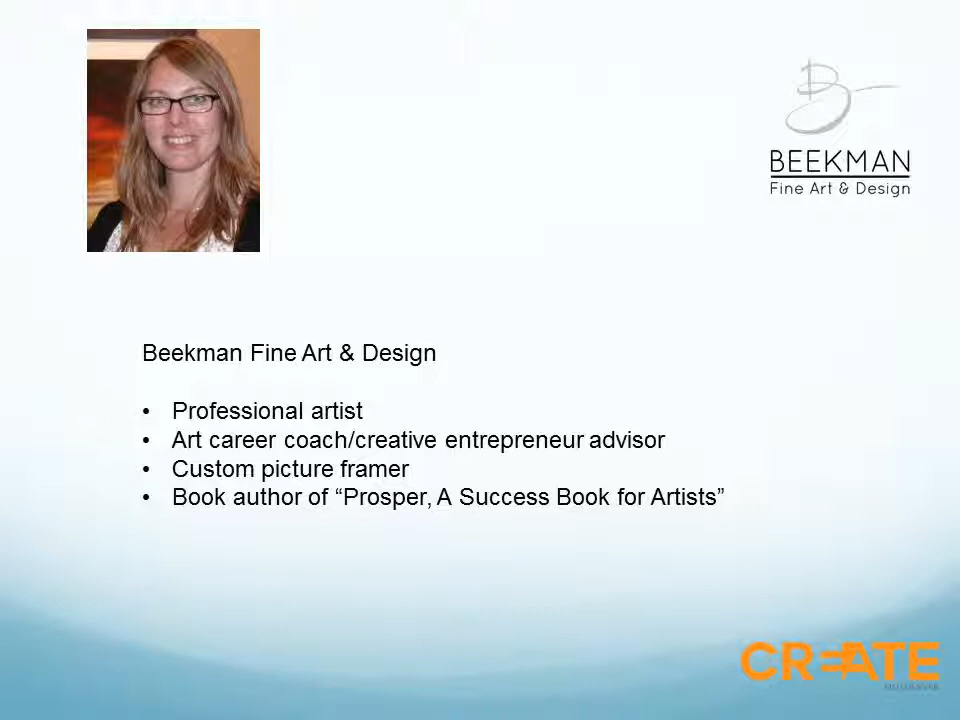 BEEKMAN
Fine Art & Design
Beekman Fine Art & Design
• Professional artist
• Art career coach/creative entrepreneur advisor
• Custom picture framer
• Book author of “Prosper, A Success Book for Artists”
CREATE